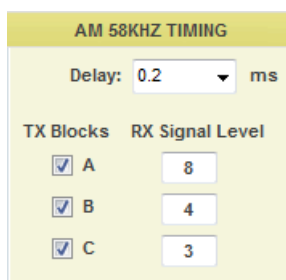 AM 58KHZ TIMING
Delay: 0.2 ms
TX Blocks RX Signal Level
A 8
B 4
C 3